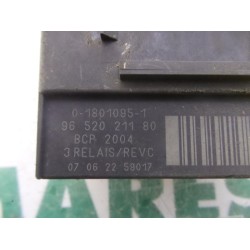 0-1801095-1
96 520 211 80
BCP 2004
3 RELAIS/REVC
07 06 22 59017